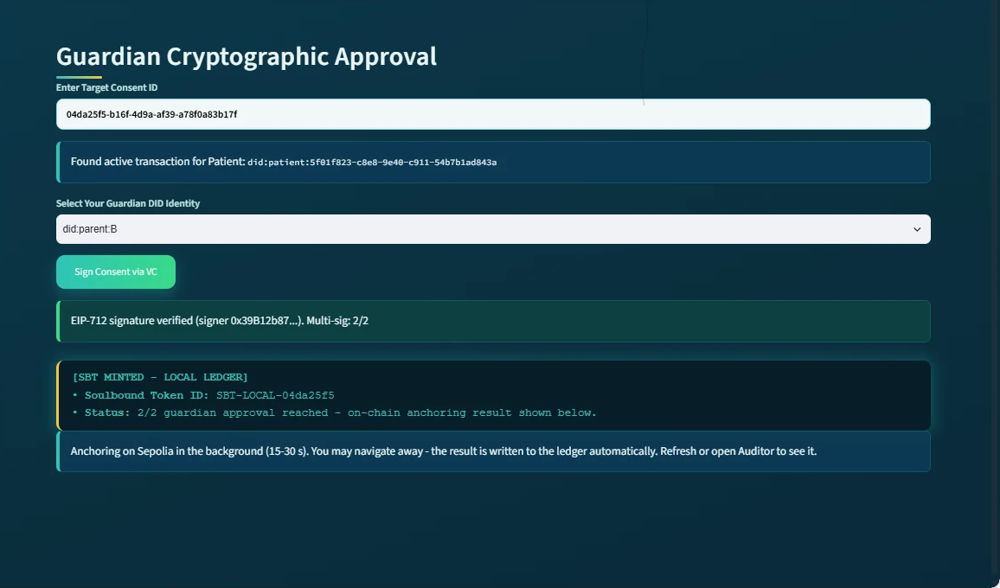 Guardian Cryptographic Approval
Enter Target Consent ID
04da25f5-b16f-4d9a-af39-a78f0a83b17f
Found active transaction for Patient: did:patient:5f01f823-c8e8-9e40-c911-54b7b1ad843a
Select Your Guardian DID Identity
did:parent:B
Sign Consent via VC
EIP-712 signature verified (signer 0x39B12b87...). Multi-sig: 2/2
[SBT MINTED - LOCAL LEDGER]
• Soulbound Token ID: SBT-LOCAL-04da25f5
• Status: 2/2 guardian approval reached - on-chain anchoring result shown below.
Anchoring on Sepolia in the background (15-30 s). You may navigate away - the result is written to the ledger automatically. Refresh or open Auditor to see it.